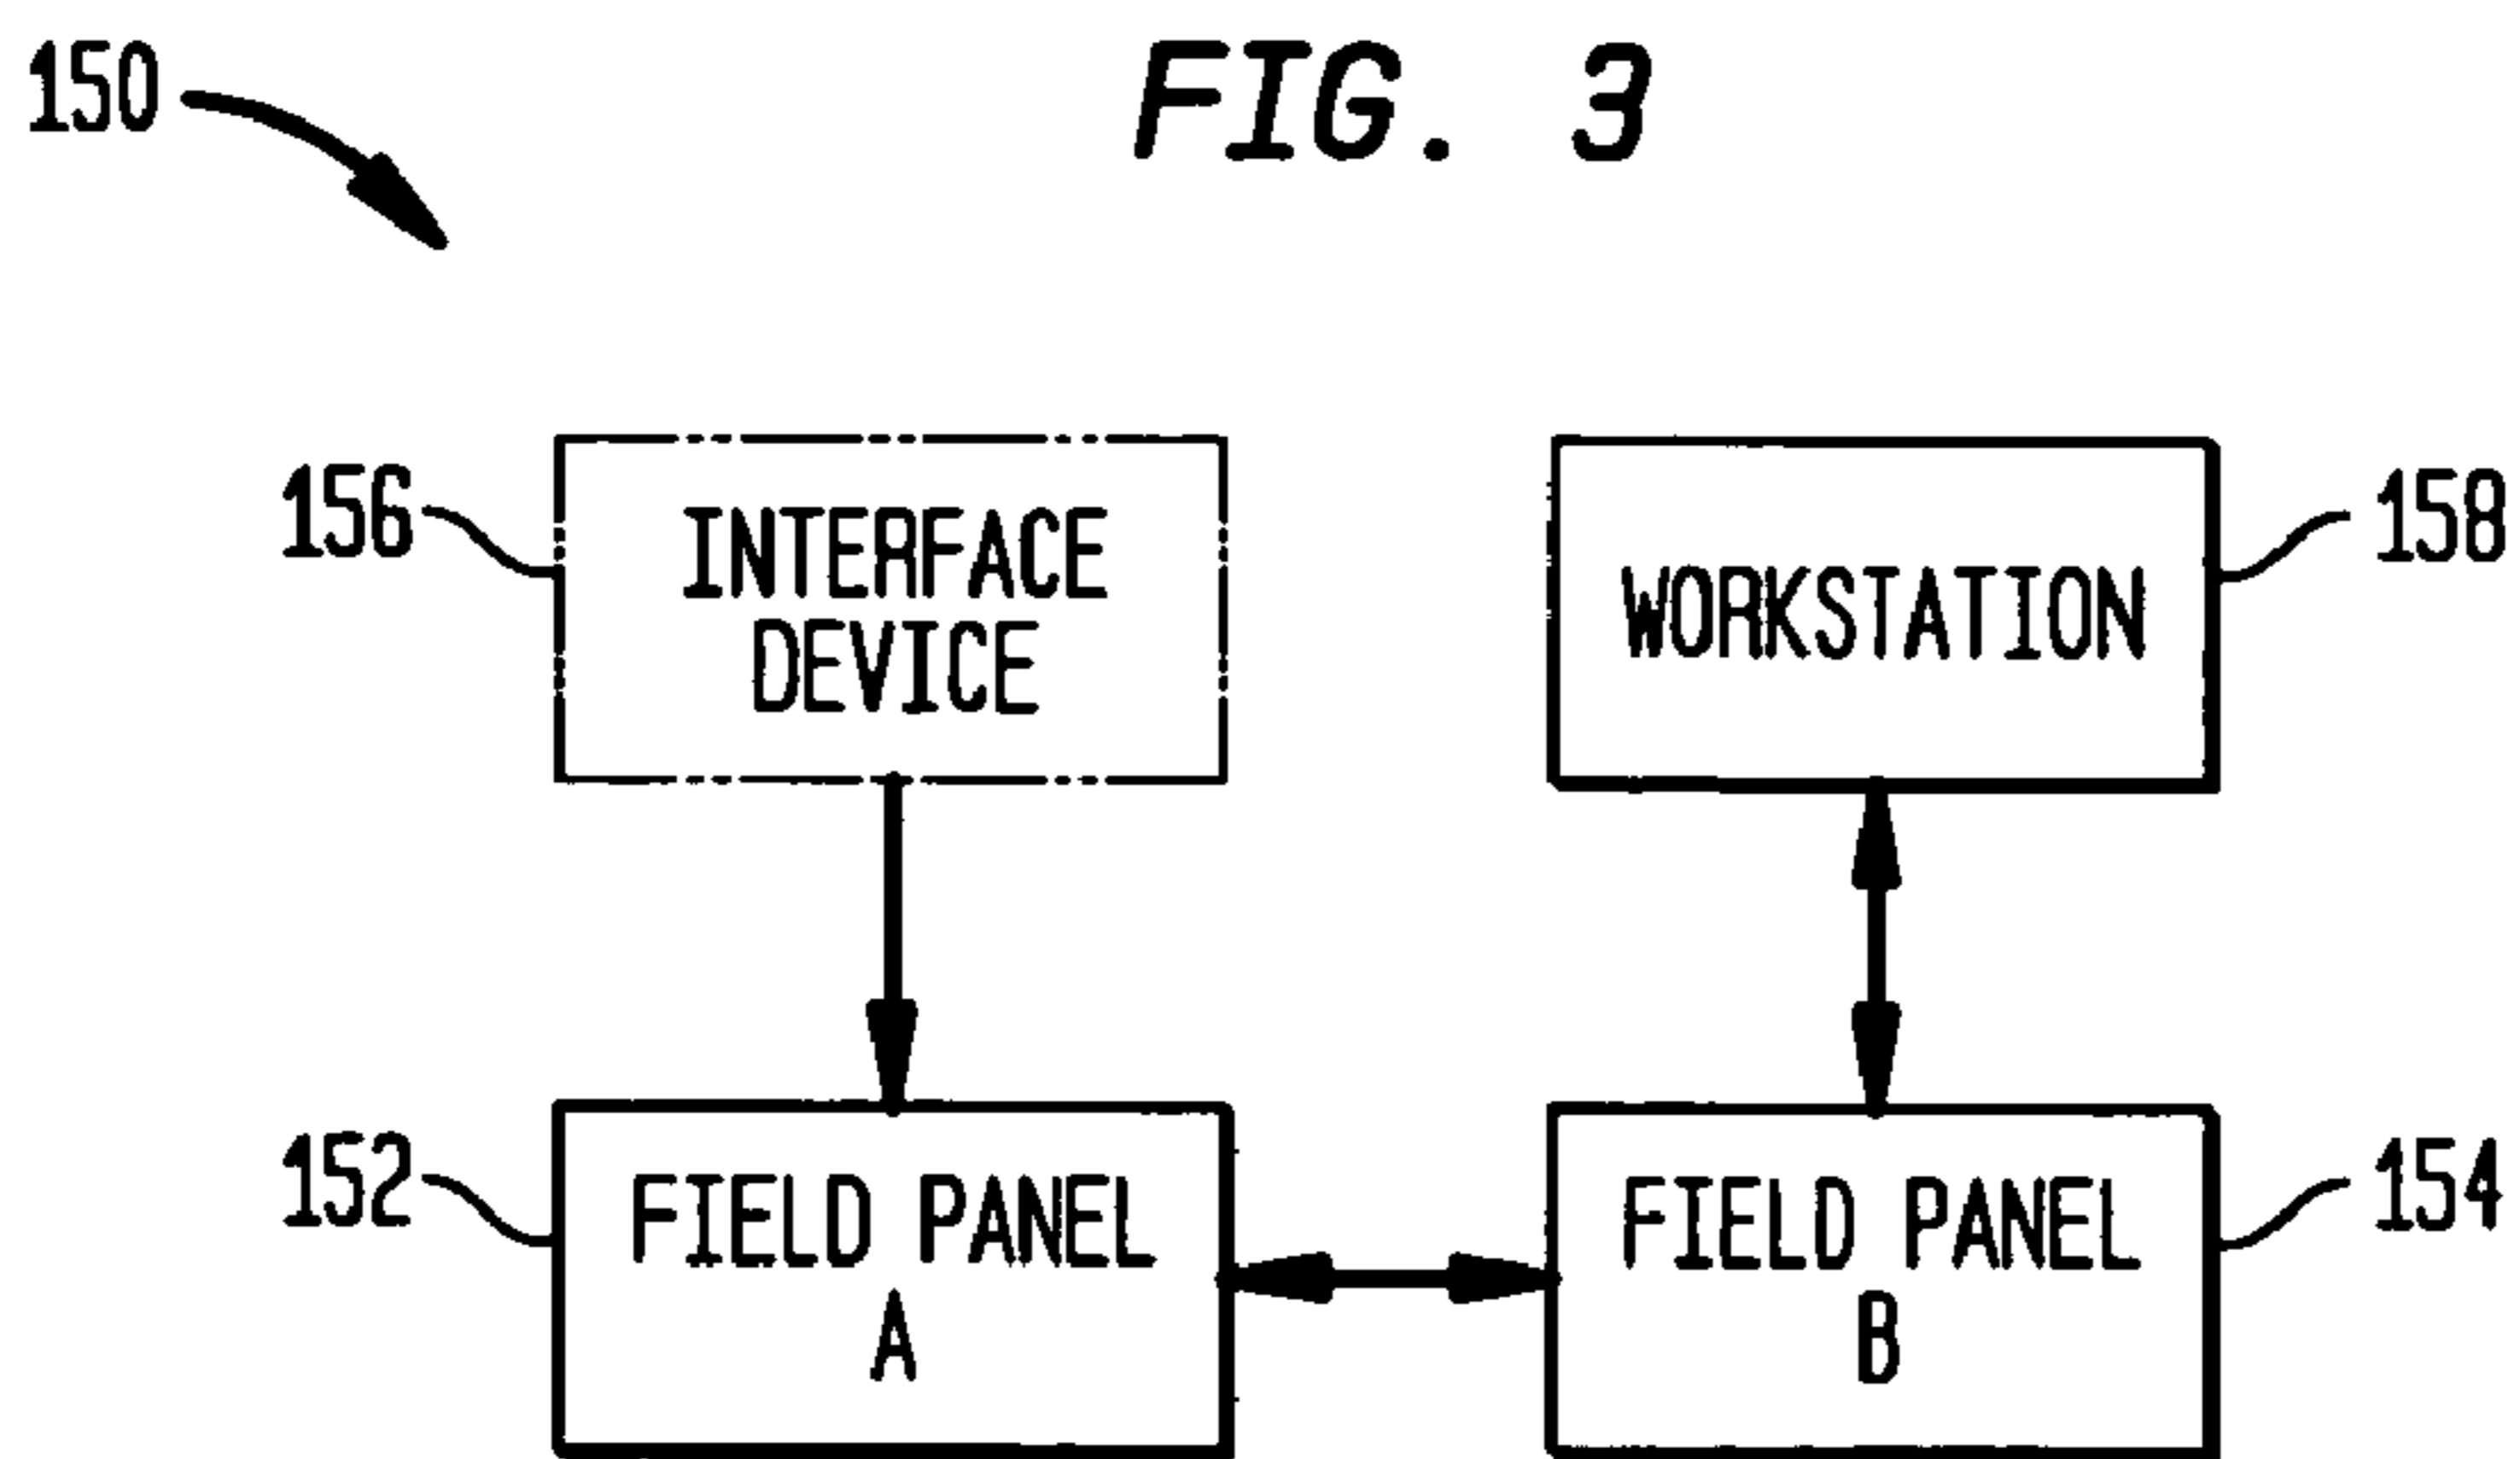 150
FIG. 3
156
INTERFACE
DEVICE
WORKSTATION
158
152
FIELD PANEL
A
FIELD PANEL
B
154